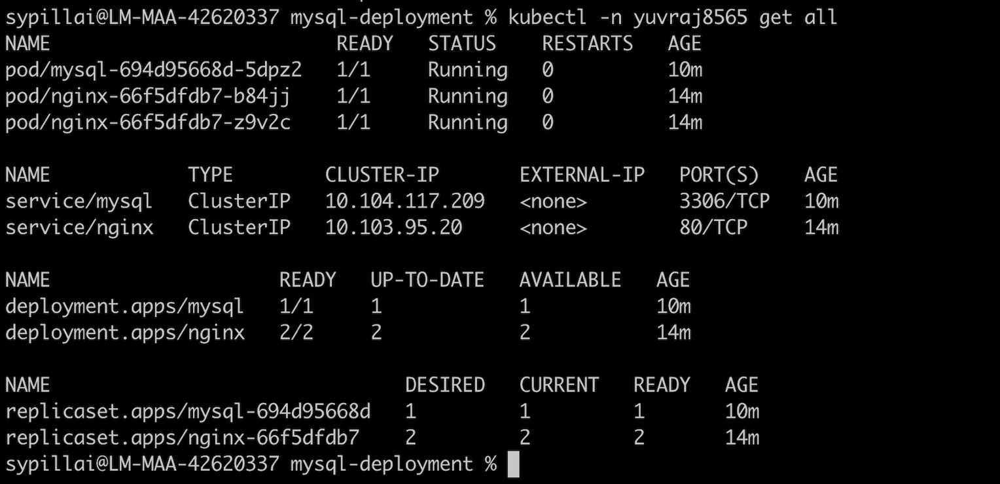 sypillai@LM-MAA-42620337 mysql-deployment % kubectl -n yuvraj8565 get all
NAME                         READY   STATUS    RESTARTS   AGE
pod/mysql-694d95668d-5dpz2   1/1     Running   0          10m
pod/nginx-66f5dfdb7-b84jj    1/1     Running   0          14m
pod/nginx-66f5dfdb7-z9v2c    1/1     Running   0          14m

NAME            TYPE        CLUSTER-IP       EXTERNAL-IP   PORT(S)    AGE
service/mysql   ClusterIP   10.104.117.209   <none>        3306/TCP   10m
service/nginx   ClusterIP   10.103.95.20     <none>        80/TCP     14m

NAME                    READY   UP-TO-DATE   AVAILABLE   AGE
deployment.apps/mysql   1/1     1            1           10m
deployment.apps/nginx   2/2     2            2           14m

NAME                               DESIRED   CURRENT   READY   AGE
replicaset.apps/mysql-694d95668d   1         1         1       10m
replicaset.apps/nginx-66f5dfdb7    2         2         2       14m
sypillai@LM-MAA-42620337 mysql-deployment %